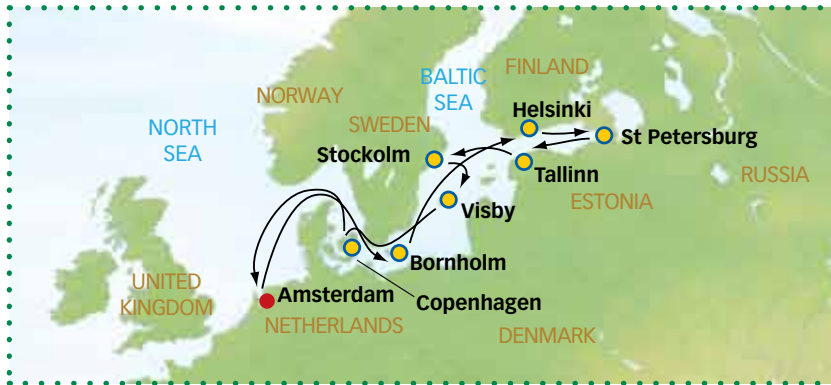 NORWAY
FINLAND
BALTIC
SEA
NORTH
SEA
SWEDEN
Helsinki
St Petersburg
Stockolm
Tallinn
RUSSIA
ESTONIA
Visby
Bornholm
UNITED
KINGDOM
Amsterdam
Copenhagen
NETHERLANDS
DENMARK